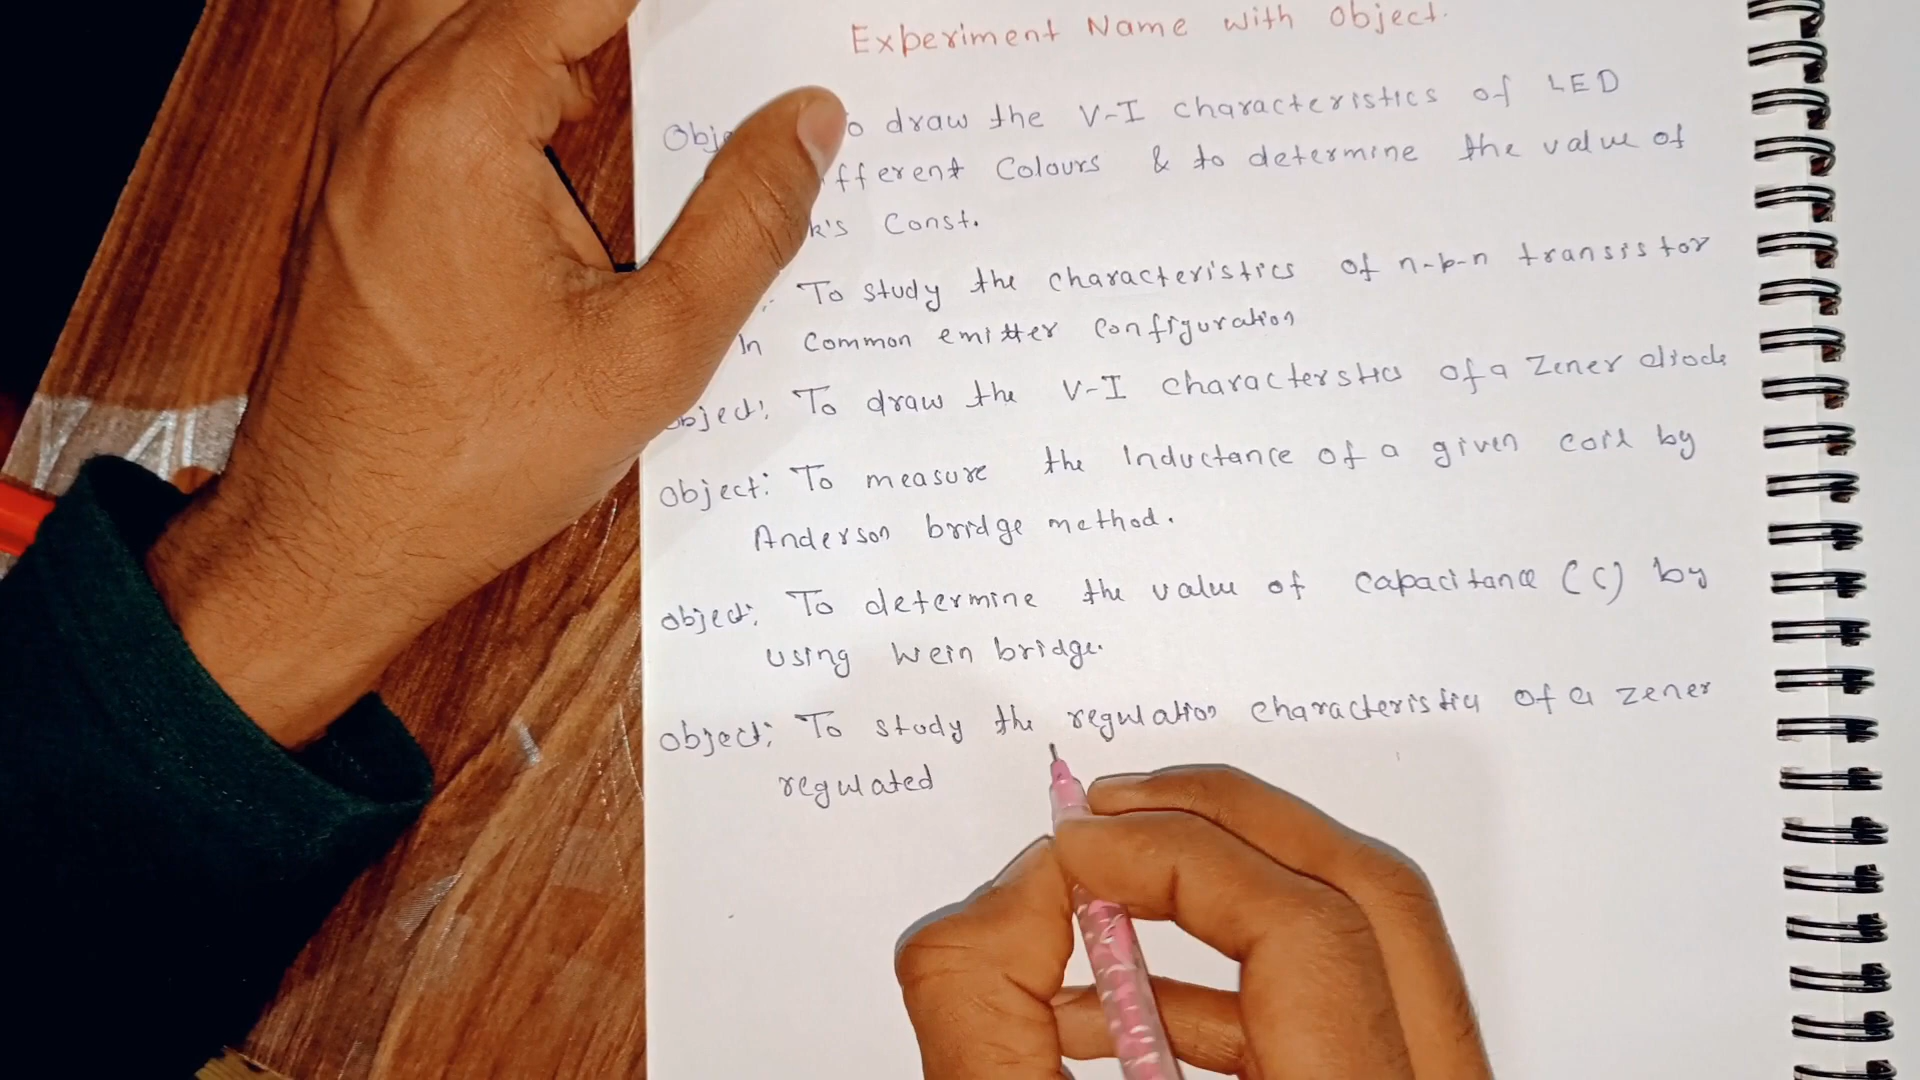 Experiment Name with Object.
To draw the V-I characteristics of LED
Colours & to determine the value of
Const.
To study the characteristics of n-p-n transistor
In common emitter configuration
Object: To draw the V-I characterstics of a Zener diode
Object: To measure the Inductance of a given coil by
Anderson bridge method.
Object: To determine the value of capacitance (C) by
using Wein bridge.
Object: To study the regulation characteristics of a zener
regulated